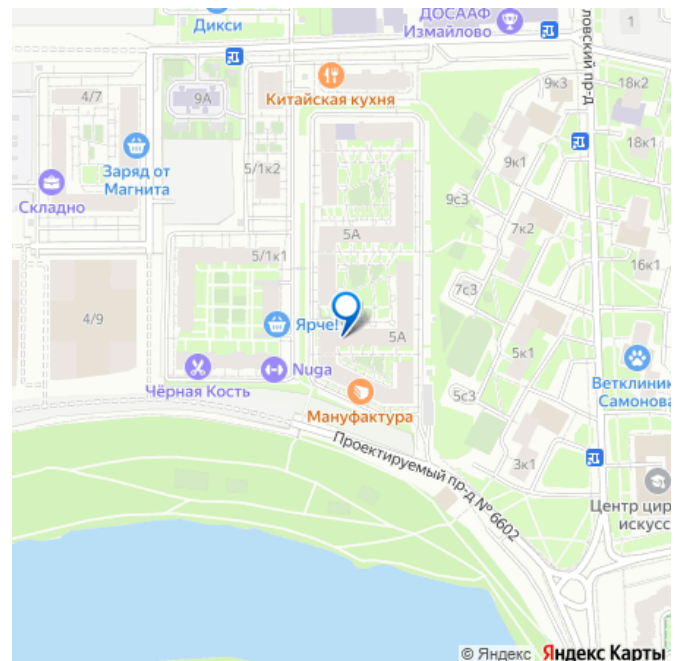 Дикси
ДОСААФ
Измайлово
1
ловский пр-д
4/7
9А
Китайская кухня
9к3
18к2
Заряд от
Магнита
5/1к2
18к1
9к1
Складно
9с3
7к2
5А
5/1к1
16к1
7с3
4/9
Ярче!
5А
5к1
Nuga
Чёрная Кость
Ветклиник
Самонова
5с3
Мануфактура
Проектируемый пр-д № 6602
3к1
Центр цир
искусс
© Яндекс Яндекс Карты